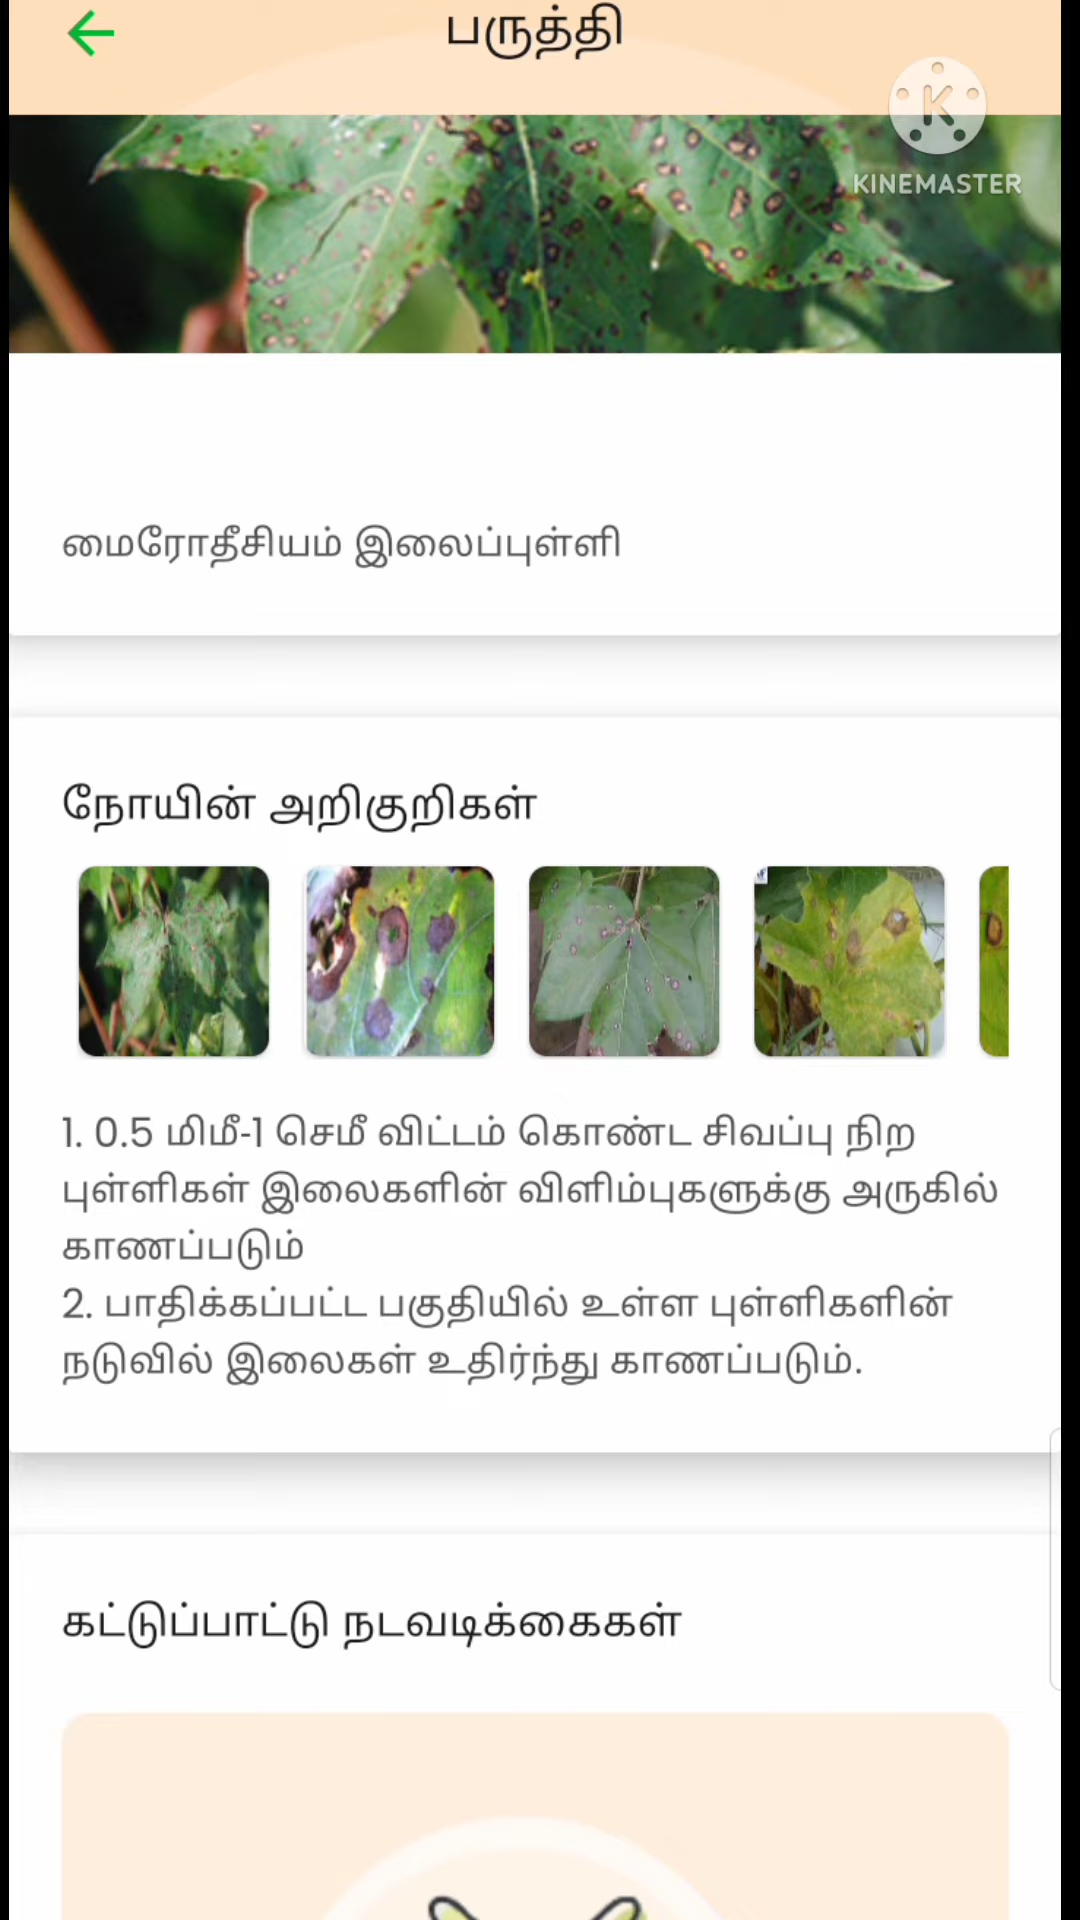 பருத்தி
KINEMASTER
மைரோதீசியம் இலைப்புள்ளி
நோயின் அறிகுறிகள்
1. 0.5 மிமீ-1 செமீ விட்டம் கொண்ட சிவப்பு நிற
புள்ளிகள் இலைகளின் விளிம்புகளுக்கு அருகில்
காணப்படும்
2. பாதிக்கப்பட்ட பகுதியில் உள்ள புள்ளிகளின்
நடுவில் இலைகள் உதிர்ந்து காணப்படும்.
கட்டுப்பாட்டு நடவடிக்கைகள்